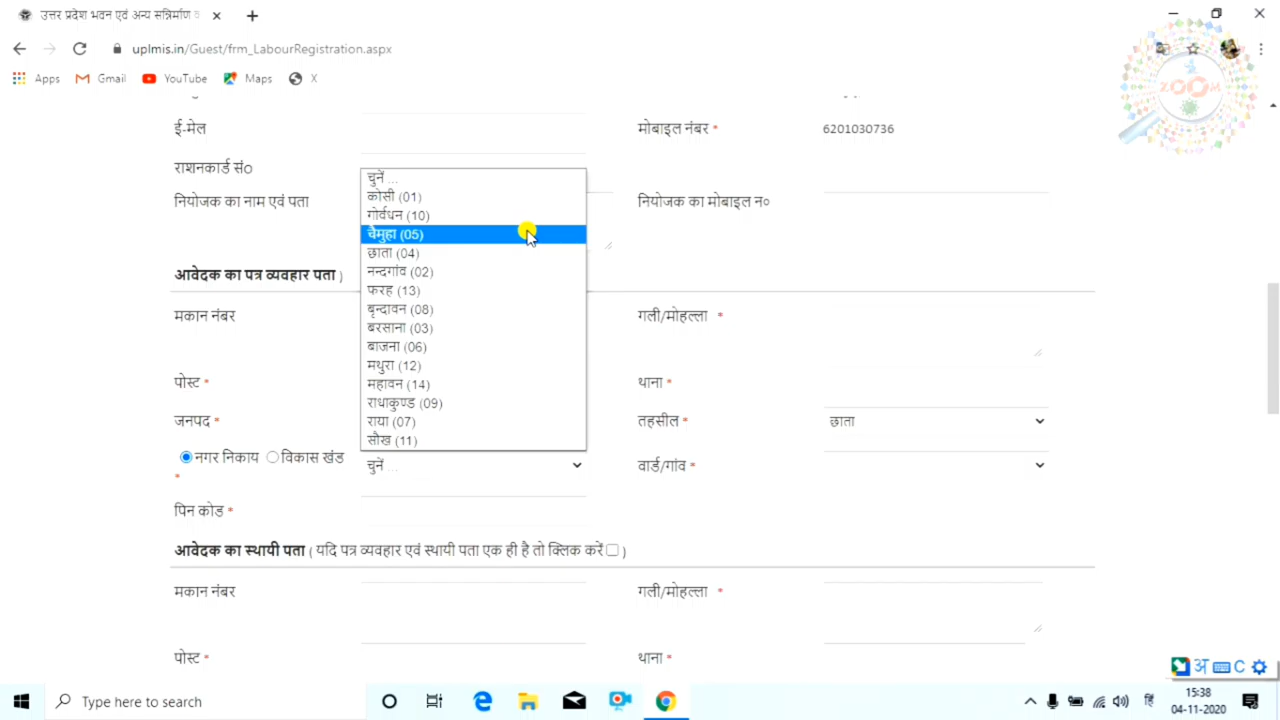 उत्तर प्रदेश भवन एवं अन्य सन्निर्माण क
uplmis.in/Guest/frm_LabourRegistration.aspx
Apps Gmail YouTube Maps X
ZOOM
ई-मेल
मोबाइल नंबर * 6201030736
राशनकार्ड सं०
नियोजक का नाम एवं पता
नियोजक का मोबाइल न०
चुनें ...
कोसी (01)
गोर्वधन (10)
चैमुहा (05)
छाता (04)
नन्दगांव (02)
फरह (13)
बृन्दावन (08)
बरसाना (03)
बाजना (06)
मथुरा (12)
महावन (14)
राधाकुण्ड (09)
राया (07)
सौख (11)
आवेदक का पत्र व्यवहार पता )
मकान नंबर
गली/मोहल्ला *
पोस्ट *
थाना *
जनपद *
तहसील * छाता
नगर निकाय विकास खंड * चुनें ...
वार्ड/गांव *
पिन कोड *
आवेदक का स्थायी पता ( यदि पत्र व्यवहार एवं स्थायी पता एक ही है तो क्लिक करें )
मकान नंबर
गली/मोहल्ला *
पोस्ट *
थाना *
अ
Type here to search
हिं
15:38
04-11-2020